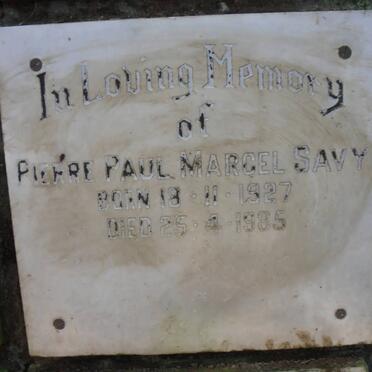 In Loving Memory
of
PIERRE PAUL MARCEL SAVY
BORN 18 · 11 · 1927
DIED 25 · 4 · 1985